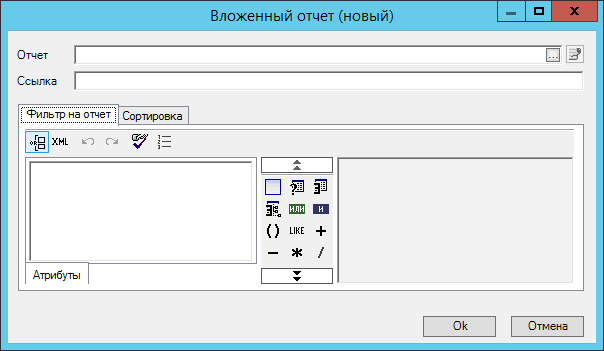 Вложенный отчет (новый)
Отчет
...
Ссылка
Фильтр на отчет Сортировка
XML
ИЛИ И
( ) LIKE +
− * /
Атрибуты
Ok Отмена